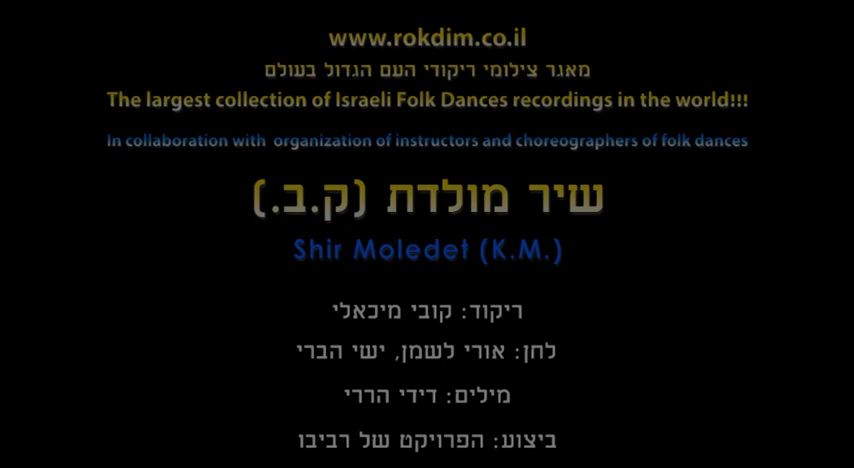 www.rokdim.co.il
מאגר צילומי ריקודי העם הגדול בעולם
The largest collection of Israeli Folk Dances recordings in the world!!!
In collaboration with organization of instructors and choreographers of folk dances
שיר מולדת (ק.ב.)
Shir Moledet (K.M.)
ריקוד: קובי מיכאלי
לחן: אורי לשמן, ישי הברי
מילים: דידי הררי
ביצוע: הפרויקט של רביבו